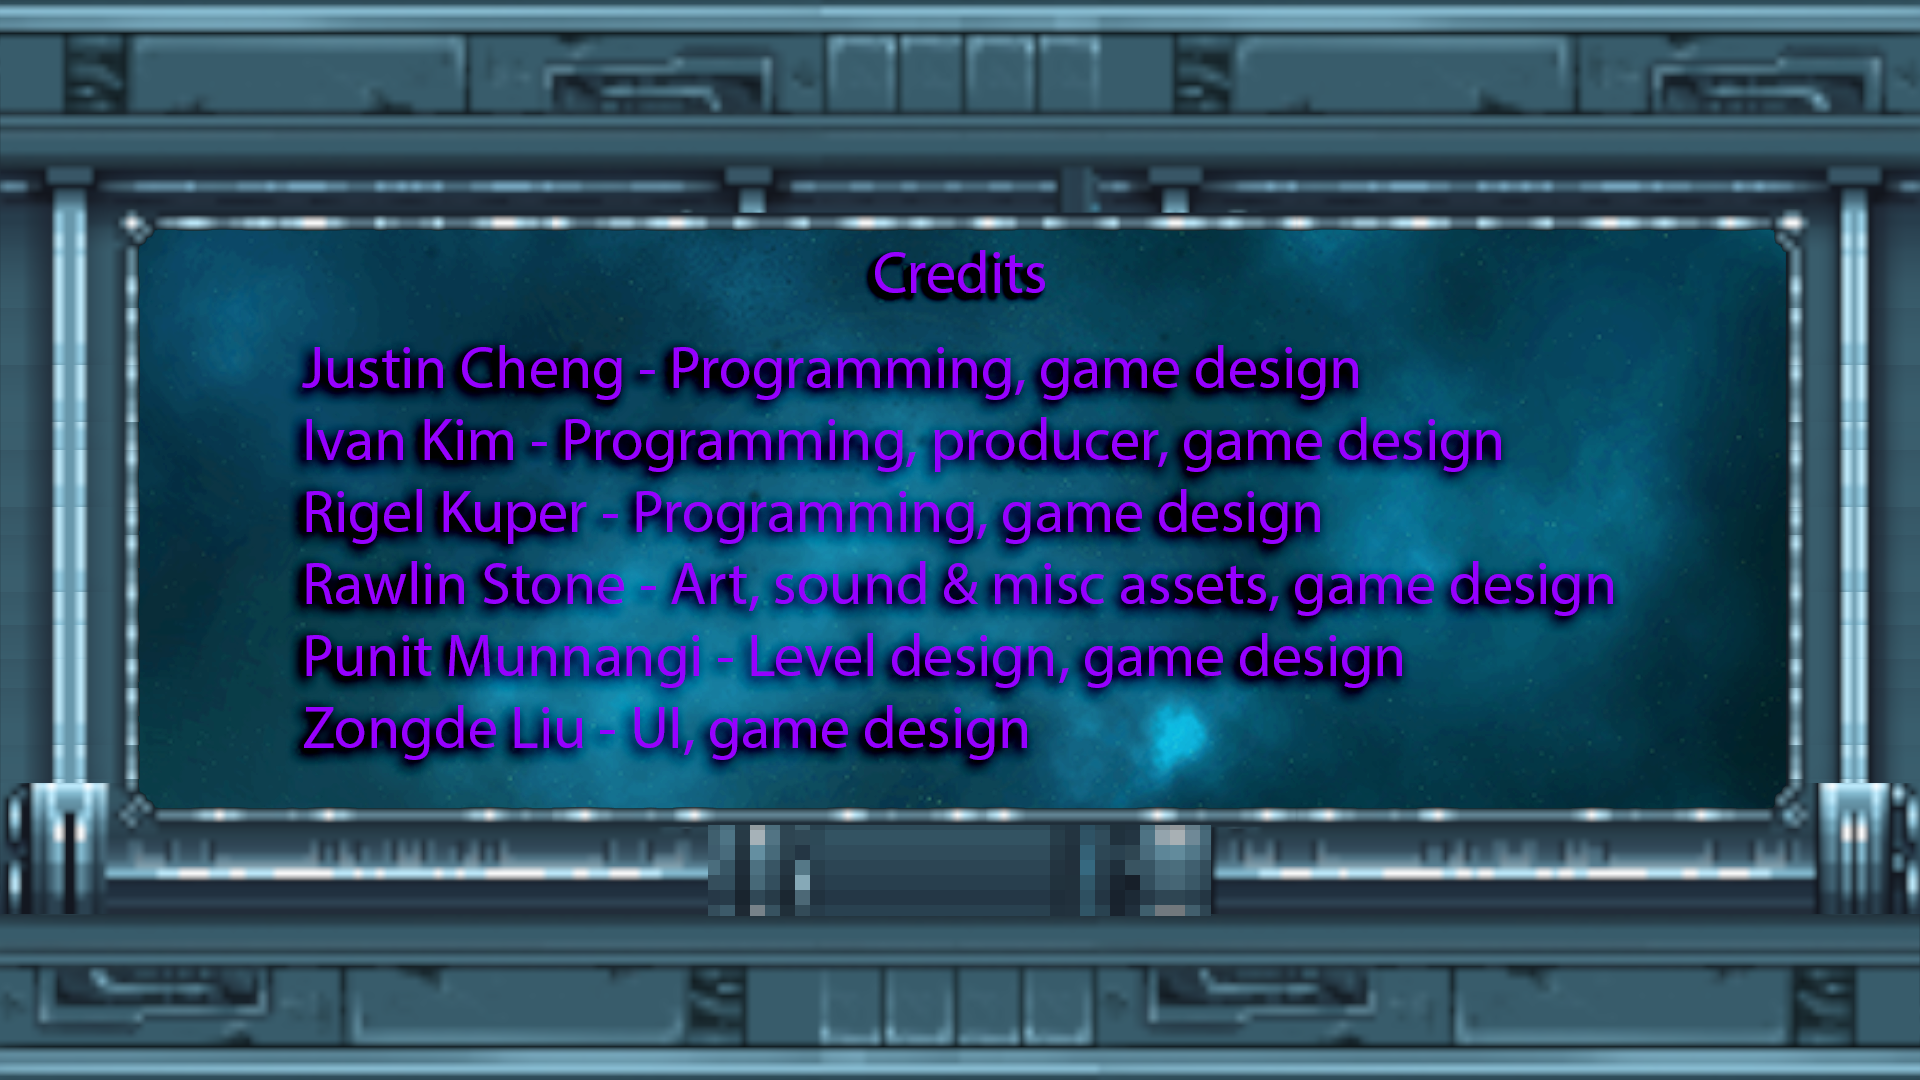 Credits
Justin Cheng - Programming, game design
Ivan Kim - Programming, producer, game design
Rigel Kuper - Programming, game design
Rawlin Stone - Art, sound & misc assets, game design
Punit Munnangi - Level design, game design
Zongde Liu - UI, game design